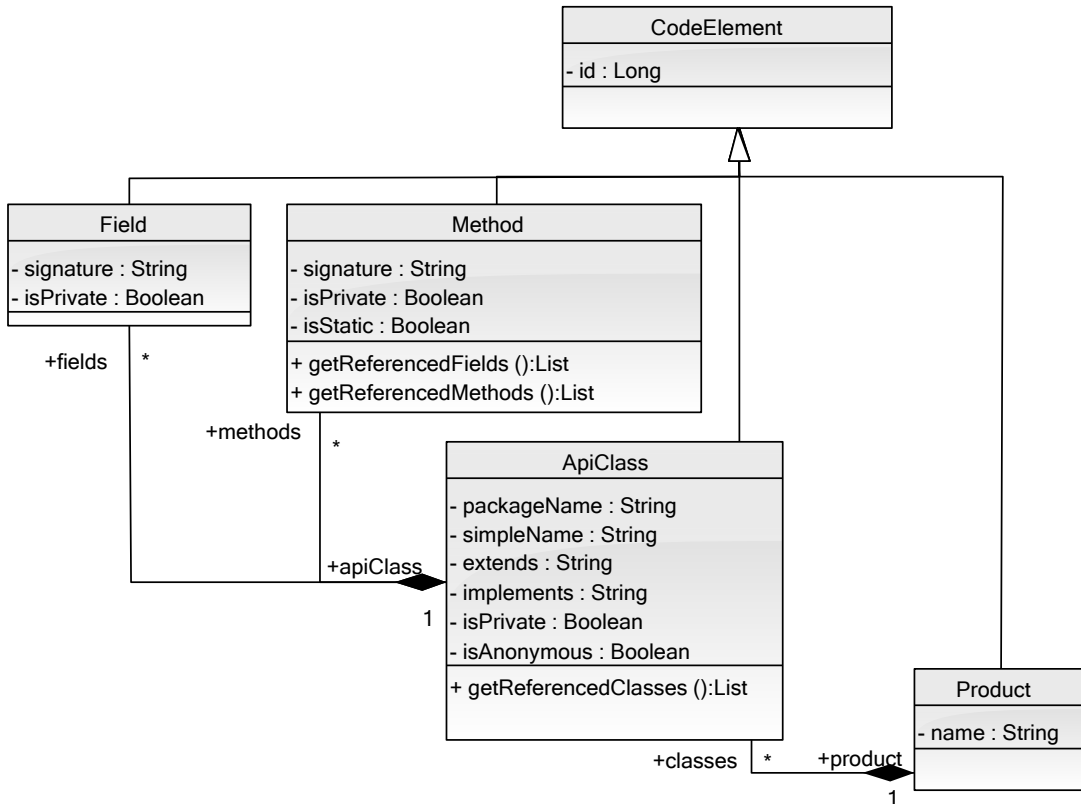 CodeElement
- id : Long
Field
- signature : String
- isPrivate : Boolean
Method
- signature : String
- isPrivate : Boolean
- isStatic : Boolean
+ getReferencedFields ():List
+ getReferencedMethods ():List
+fields
*
+methods
*
ApiClass
- packageName : String
- simpleName : String
- extends : String
- implements : String
- isPrivate : Boolean
- isAnonymous : Boolean
+ getReferencedClasses ():List
+apiClass
1
Product
- name : String
+classes
*
+product
1